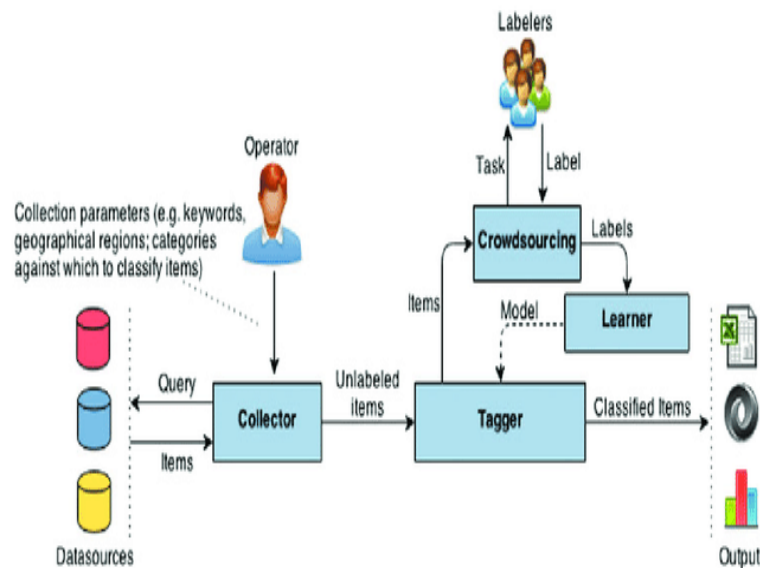 Labelers
Operator
Task
Label
Collection parameters (e.g. keywords,
geographical regions; categories
against which to classify items)
Crowdsourcing
Labels
Items
Model
Learner
Query
Collector
Unlabeled
items
Tagger
Classified Items
Items
Datasources
Output